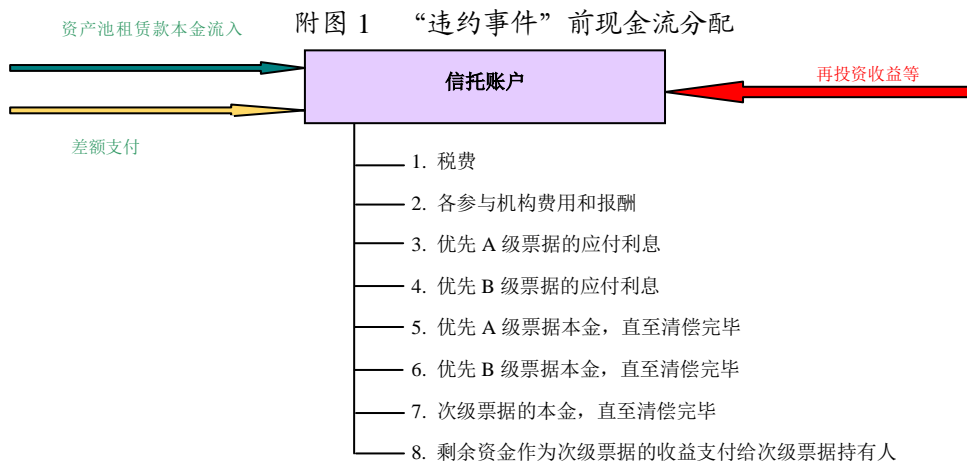 附图 1 “违约事件”前现金流分配
资产池租赁款本金流入
信托账户
再投资收益等
差额支付
1. 税费
2. 各参与机构费用和报酬
3. 优先 A 级票据的应付利息
4. 优先 B 级票据的应付利息
5. 优先 A 级票据本金，直至清偿完毕
6. 优先 B 级票据本金，直至清偿完毕
7. 次级票据的本金，直至清偿完毕
8. 剩余资金作为次级票据的收益支付给次级票据持有人